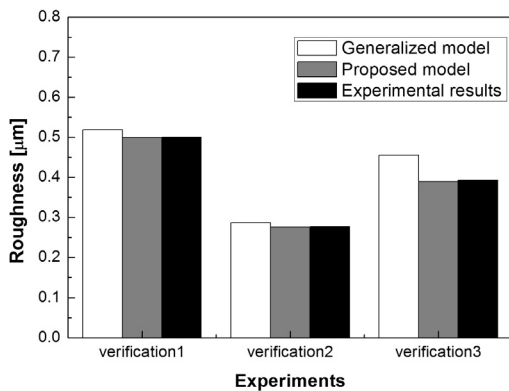 Roughness [µm]
0.8
0.7
0.6
0.5
0.4
0.3
0.2
0.1
0.0
Generalized model
Proposed model
Experimental results
verification1 verification2 verification3
Experiments